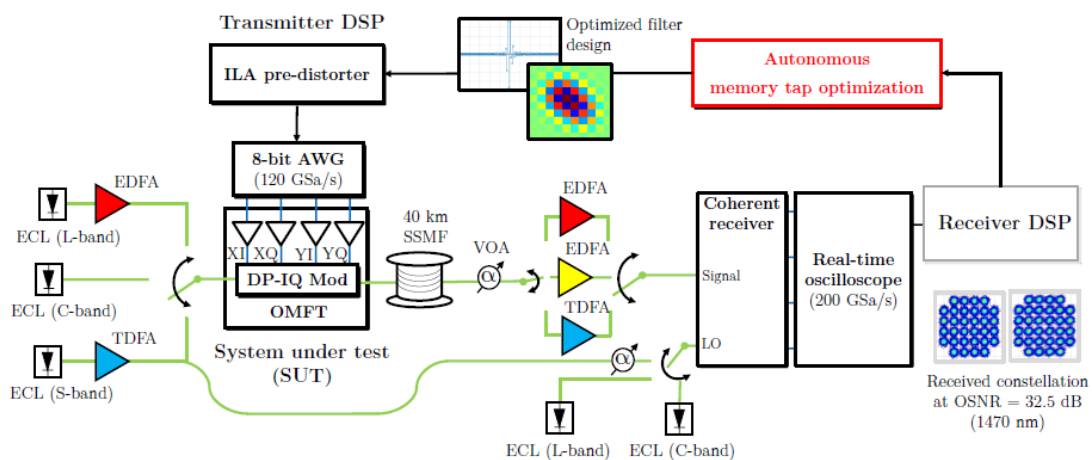 Transmitter DSP
ILA pre-distorter
Optimized filter
design
Autonomous
memory tap optimization
8-bit AWG
(120 GSa/s)
EDFA
ECL (L-band)
XI XQ YI YQ
DP-IQ Mod
OMFT
ECL (C-band)
TDFA
ECL (S-band)
System under test
(SUT)
40 km
SSMF
VOA
α
EDFA
EDFA
TDFA
Coherent
receiver
Signal
LO
α
ECL (L-band)
ECL (C-band)
Real-time
oscilloscope
(200 GSa/s)
Receiver DSP
Received constellation
at OSNR = 32.5 dB
(1470 nm)